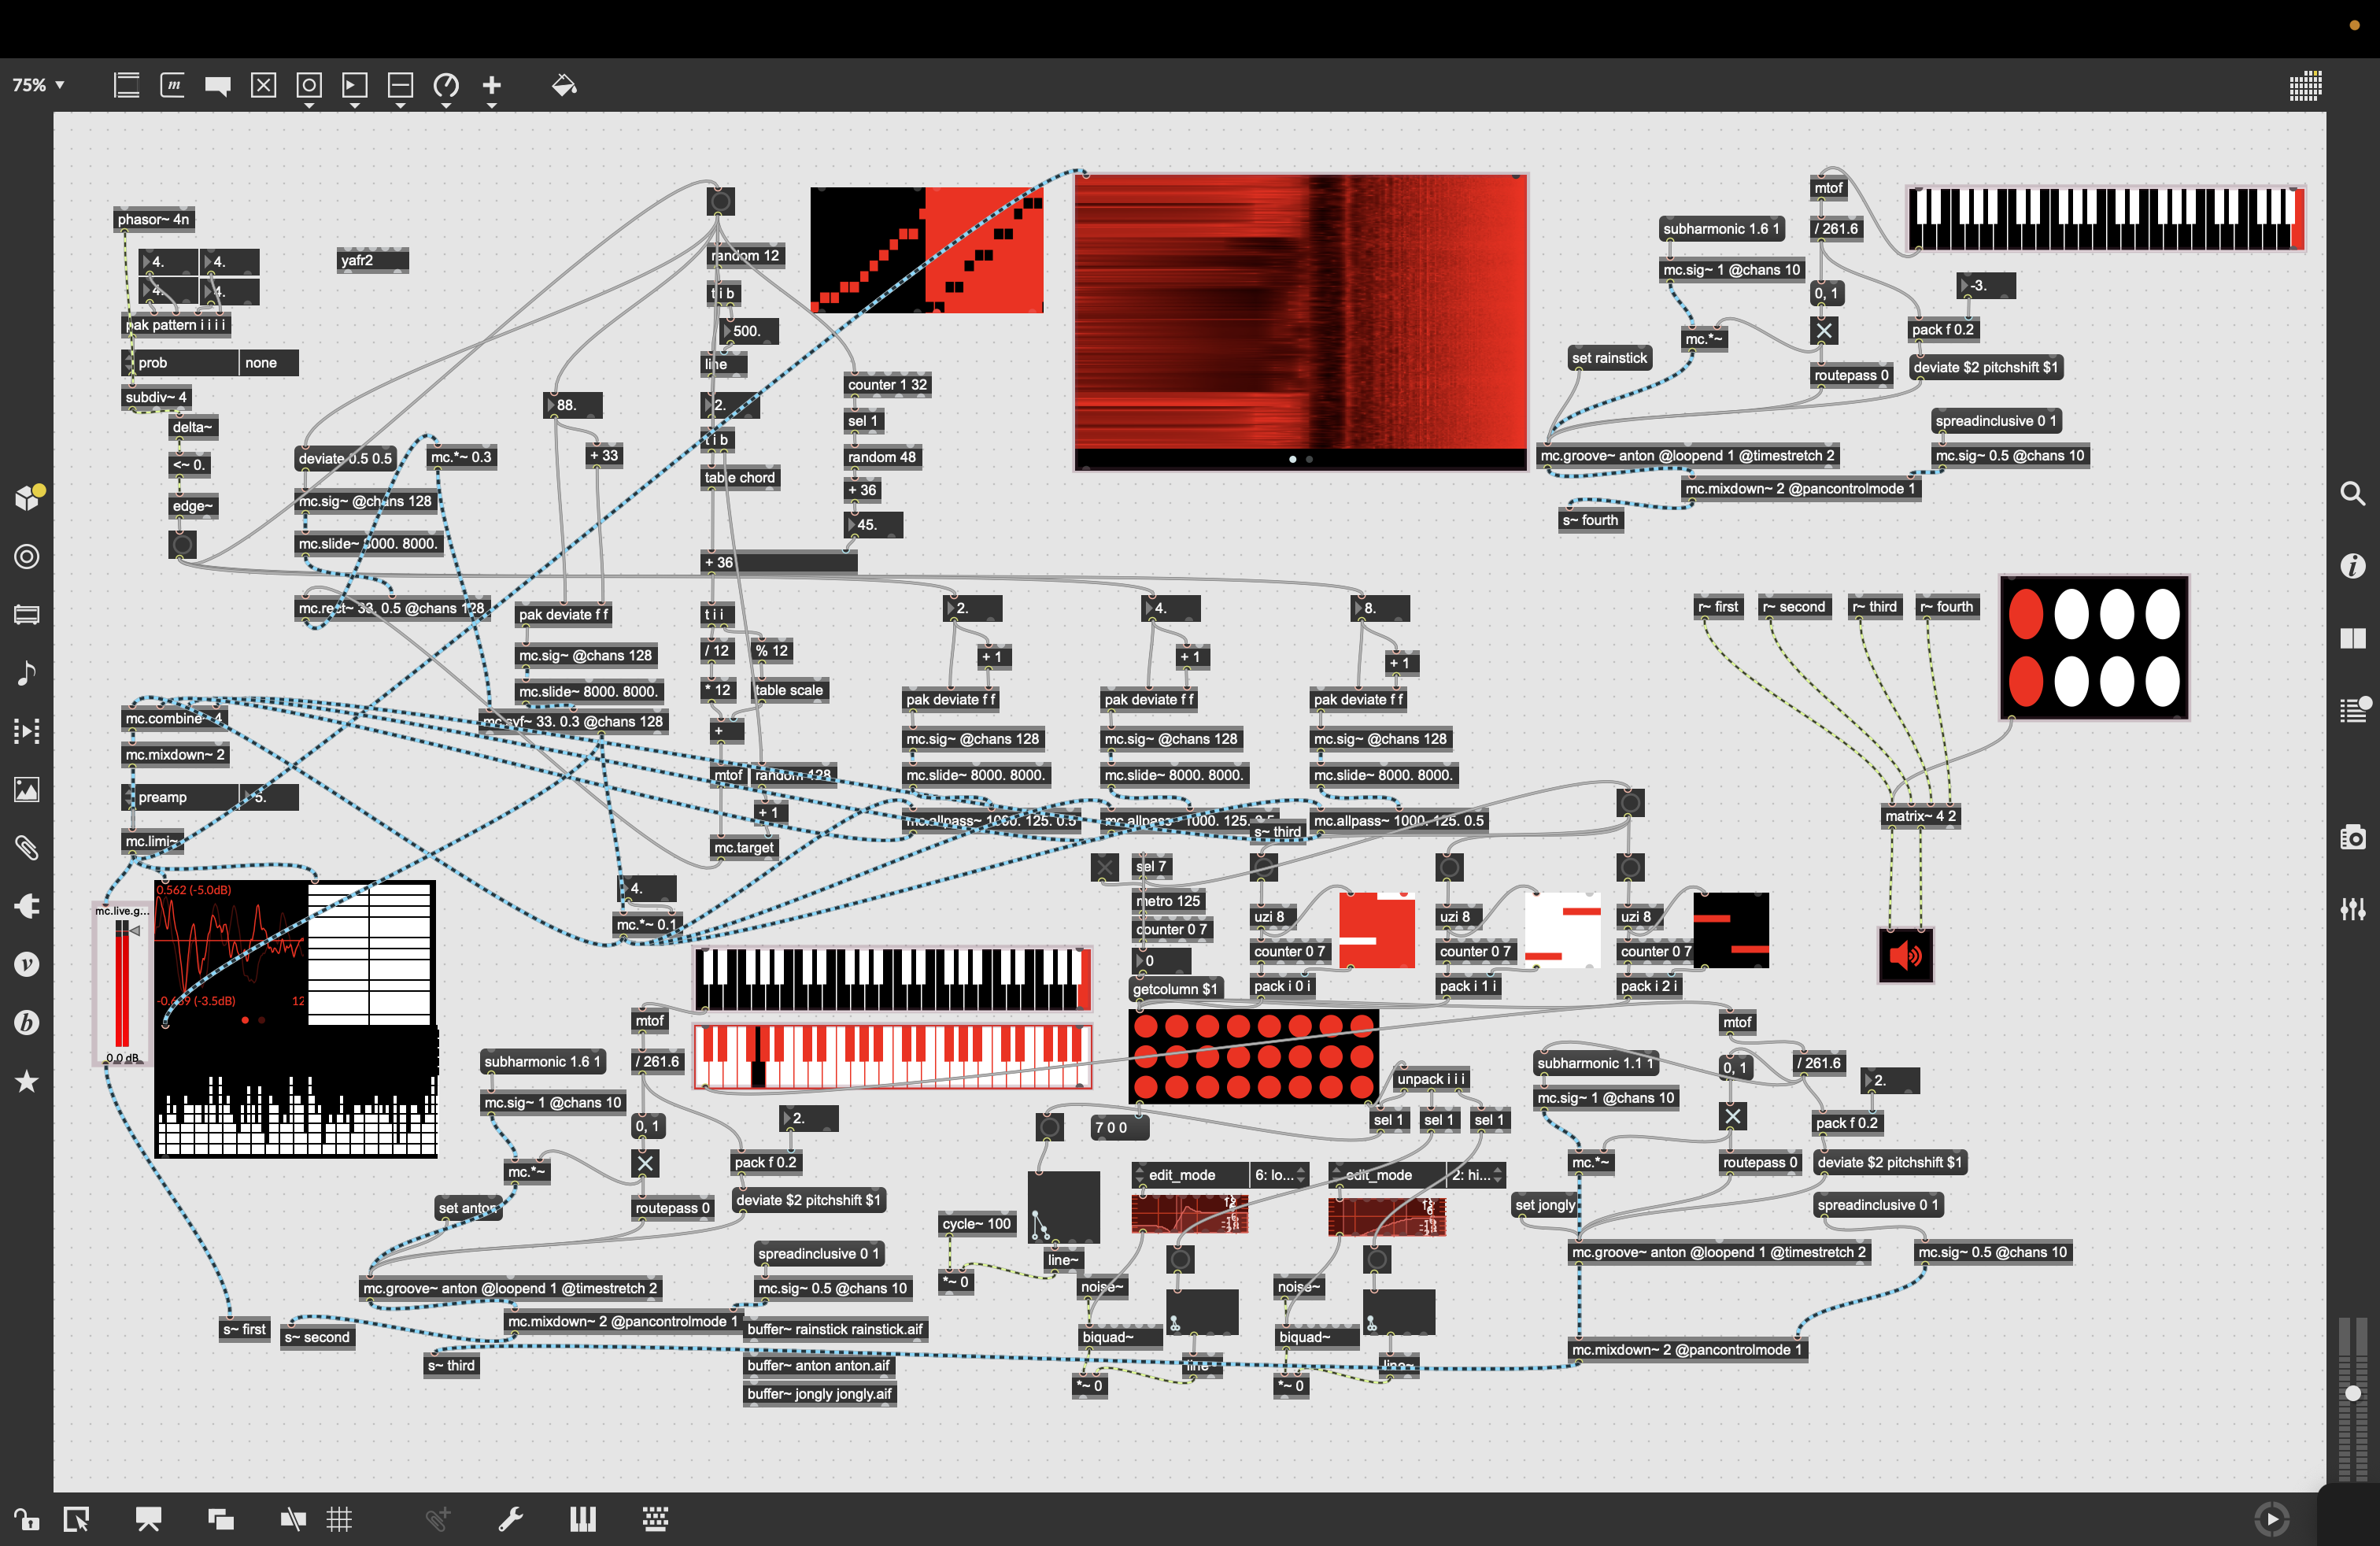 75%
phasor~ 4n
4.
4.
4.
4.
pak pattern i i i i
prob
none
subdiv~ 4
delta~
<~ 0.
edge~
yafr2
deviate 0.5 0.5
mc.*~ 0.3
mc.sig~ @chans 128
mc.rect~ 33. 0.5 @chans 128
88.
+ 33
pak deviate f f
mc.sig~ @chans 128
mc.slide~ 8000. 8000.
mc.svf~ 33. 0.3 @chans 128
random 12
t i b
500.
line
2.
t i b
table chord
counter 1 32
sel 1
random 48
+ 36
45.
+ 36
t i i
/ 12
% 12
* 12
table scale
+
mtof
random 128
+ 1
mc.target
2.
+ 1
pak deviate f f
mc.sig~ @chans 128
mc.slide~ 8000. 8000.
mc.allpass~ 1000. 125. 0.5
4.
+ 1
pak deviate f f
mc.sig~ @chans 128
mc.slide~ 8000. 8000.
mc.allpass~ 1000. 125. 0.5
8.
+ 1
pak deviate f f
mc.sig~ @chans 128
mc.slide~ 8000. 8000.
mc.allpass~ 1000. 125. 0.5
s~ third
mc.combine~ 4
mc.mixdown~ 2
preamp
5.
mc.limi~
mc.live.g...
0.562 (-5.0dB)
(-3.5dB)
12
0.0 dB
4.
mc.*~ 0.1
s~ first
s~ second
s~ third
subharmonic 1.6 1
mc.sig~ 1 @chans 10
mc.*~
set anton
mtof
/ 261.6
0, 1
routepass 0
2.
pack f 0.2
deviate $2 pitchshift $1
spreadinclusive 0 1
mc.sig~ 0.5 @chans 10
mc.groove~ anton @loopend 1 @timestretch 2
mc.mixdown~ 2 @pancontrolmode 1
buffer~ rainstick rainstick.aif
buffer~ anton anton.aif
buffer~ jongly jongly.aif
sel 7
metro 125
counter 0 7
0
getcolumn $1
uzi 8
counter 0 7
pack i 0 i
uzi 8
counter 0 7
pack i 1 i
uzi 8
counter 0 7
pack i 2 i
unpack i i i
sel 1
sel 1
sel 1
7 0 0
edit_mode
6: lo...
edit_mode
2: hi...
cycle~ 100
line~
*~ 0
noise~
biquad~
line~
*~ 0
noise~
biquad~
line~
*~ 0
subharmonic 1.1 1
mc.sig~ 1 @chans 10
mc.*~
set jongly
mtof
0, 1
/ 261.6
routepass 0
2.
pack f 0.2
deviate $2 pitchshift $1
spreadinclusive 0 1
mc.groove~ anton @loopend 1 @timestretch 2
mc.sig~ 0.5 @chans 10
mc.mixdown~ 2 @pancontrolmode 1
subharmonic 1.6 1
mc.sig~ 1 @chans 10
mc.*~
set rainstick
mtof
/ 261.6
0, 1
routepass 0
-3.
pack f 0.2
deviate $2 pitchshift $1
spreadinclusive 0 1
mc.groove~ anton @loopend 1 @timestretch 2
mc.sig~ 0.5 @chans 10
mc.mixdown~ 2 @pancontrolmode 1
s~ fourth
r~ first
r~ second
r~ third
r~ fourth
matrix~ 4 2